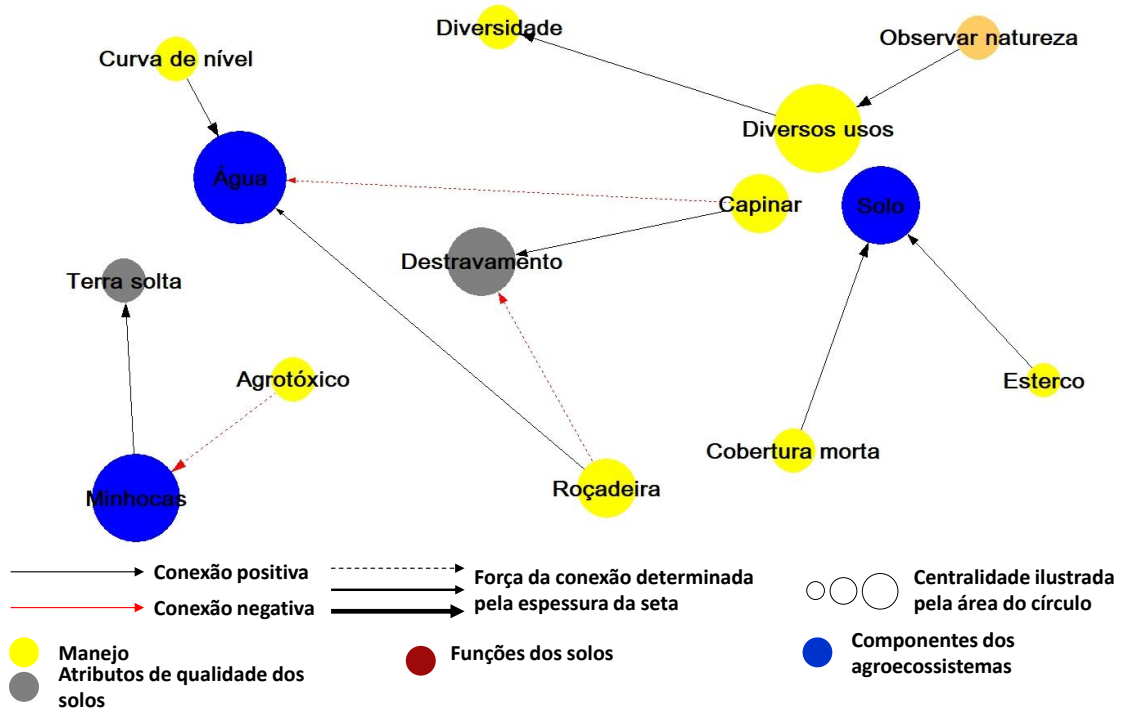 Diversidade
Observar natureza
Curva de nível
Diversos usos
Água
Capinar
Solo
Destravamento
Terra solta
Agrotóxico
Esterco
Cobertura morta
Minhocas
Roçadeira
Conexão positiva
Conexão negativa
Força da conexão determinada
pela espessura da seta
Centralidade ilustrada
pela área do círculo
Manejo
Atributos de qualidade dos
solos
Funções dos solos
Componentes dos
agroecossistemas